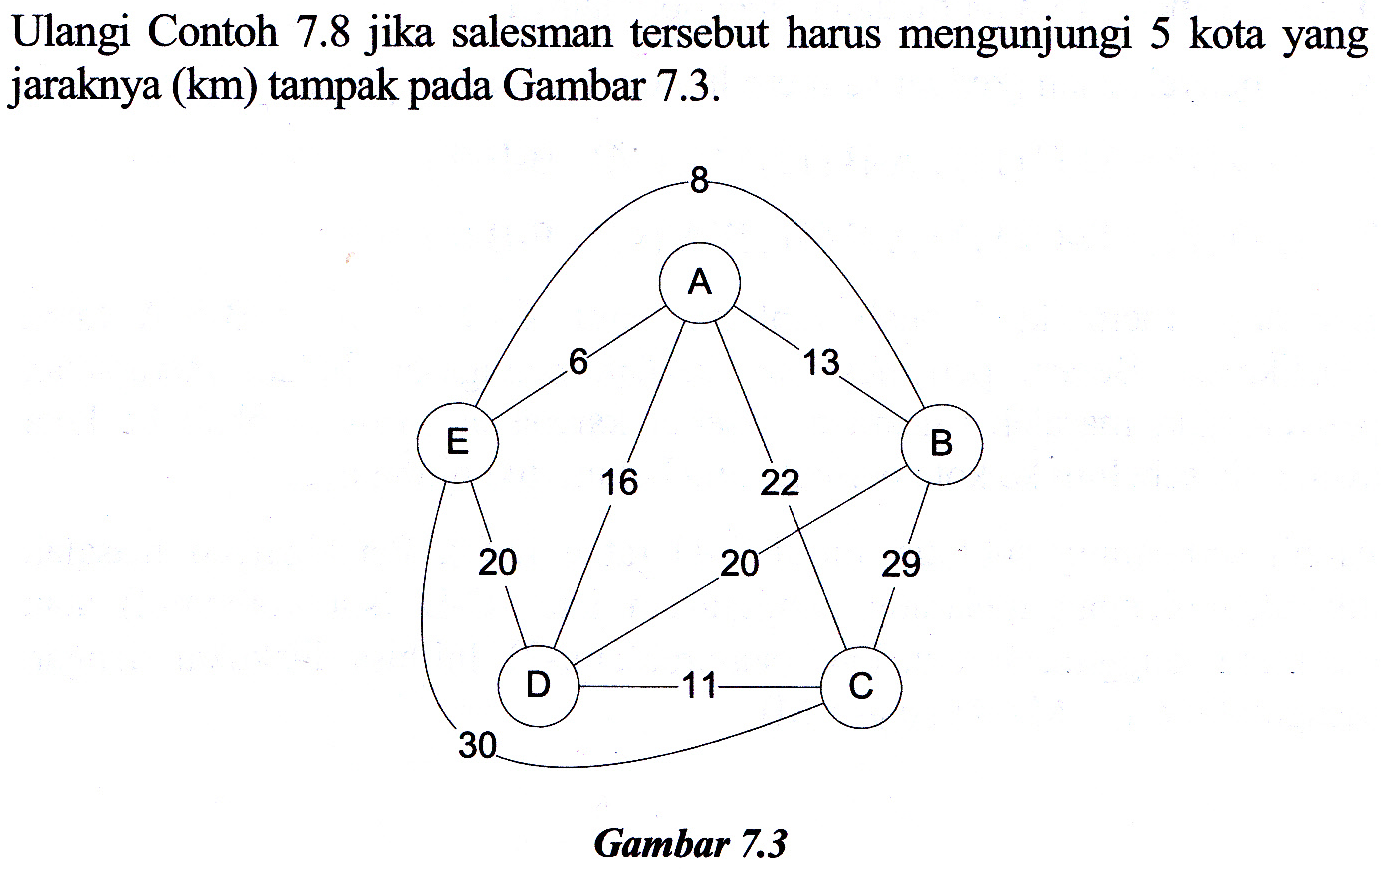 Ulangi Contoh 7.8 jika salesman tersebut harus mengunjungi 5 kota yang
jaraknya (km) tampak pada Gambar 7.3.
8
A
6
13
E
B
16
22
20
20
29
D
11
C
30
Gambar 7.3